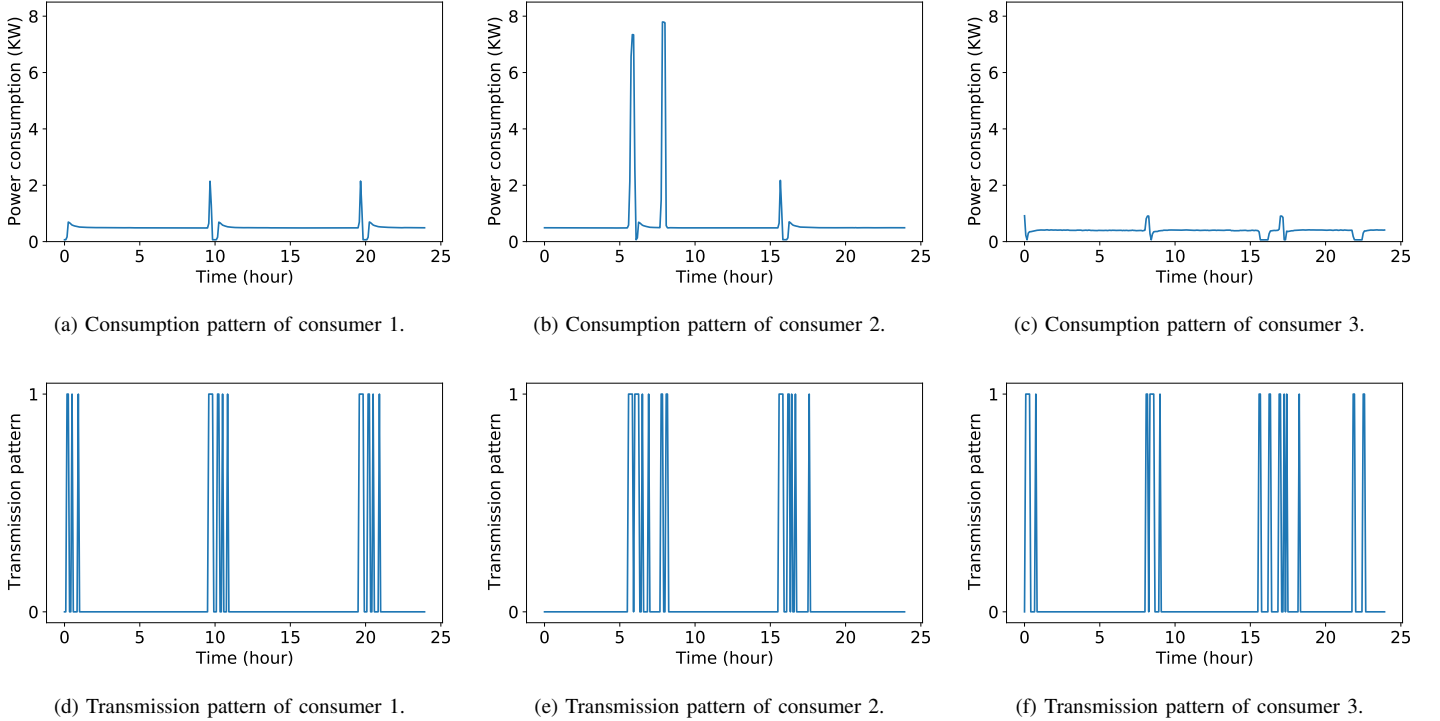 Power consumption (KW)
8
6
4
2
0
0 5 10 15 20 25
Time (hour)
(a) Consumption pattern of consumer 1.
Power consumption (KW)
8
6
4
2
0
0 5 10 15 20 25
Time (hour)
(b) Consumption pattern of consumer 2.
Power consumption (KW)
8
6
4
2
0
0 5 10 15 20 25
Time (hour)
(c) Consumption pattern of consumer 3.
Transmission pattern
1
0
0 5 10 15 20 25
Time (hour)
(d) Transmission pattern of consumer 1.
Transmission pattern
1
0
0 5 10 15 20 25
Time (hour)
(e) Transmission pattern of consumer 2.
Transmission pattern
1
0
0 5 10 15 20 25
Time (hour)
(f) Transmission pattern of consumer 3.